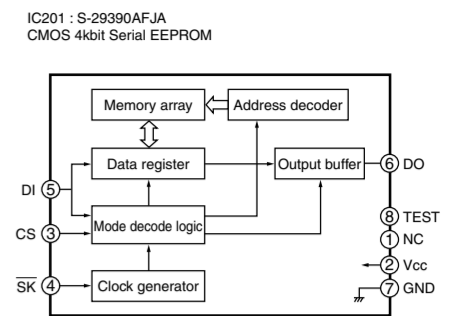 IC201 : S-29390AFJA
CMOS 4kbit Serial EEPROM
Memory array
Address decoder
Data register
Output buffer
6 DO
DI 5
8 TEST
Mode decode logic
CS 3
1 NC
2 Vcc
SK 4
Clock generator
7 GND